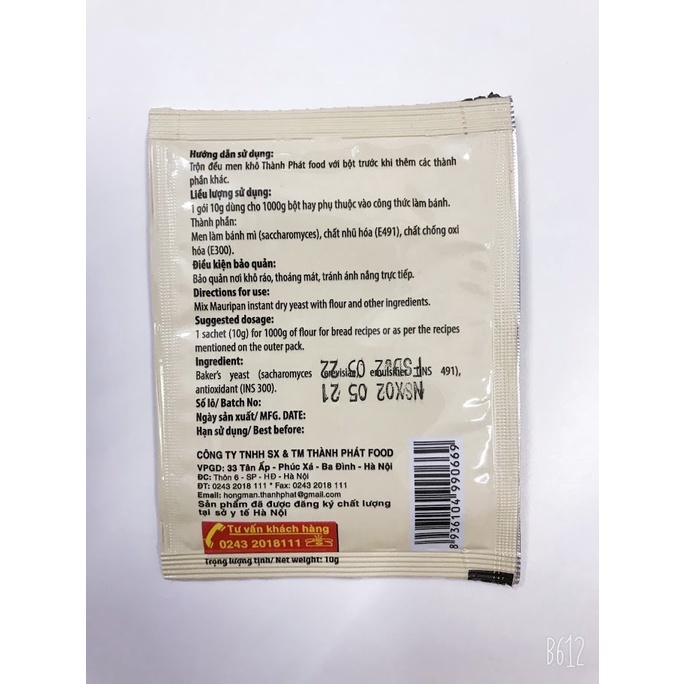 Hướng dẫn sử dụng:
Trộn đều men khô Thành Phát food với bột trước khi thêm các thành
phần khác.
Liều lượng sử dụng:
1 gói 10g dùng cho 1000g bột hay phụ thuộc vào công thức làm bánh.
Thành phần:
Men làm bánh mì (saccharomyces), chất nhũ hóa (E491), chất chống oxi
hóa (E300).
Điều kiện bảo quản:
Bảo quản nơi khô ráo, thoáng mát, tránh ánh nắng trực tiếp.
Directions for use:
Mix Mauripan instant dry yeast with flour and other ingredients.
Suggested dosage:
1 sachet (10g) for 1000g of flour for bread recipes or as per the recipes
mentioned on the outer pack.
Ingredient:
Baker's yeast (sacharomyces cerevisiae), emulsifier (INS 491),
antioxidant (INS 300).
NSX02 05 21
02 05 22
Số lô/ Batch No:
Ngày sản xuất/ MFG. DATE:
Hạn sử dụng/ Best before:
CÔNG TY TNHH SX & TM THÀNH PHÁT FOOD
VPGD: 33 Tân Ấp - Phúc Xá - Ba Đình - Hà Nội
ĐC: Thôn 6 - SP - HĐ - Hà Nội
ĐT: 0243 2018 111 * Fax: 0243 2018 111
Email: hongman.thanhphat@gmail.com
Sản phẩm đã được đăng ký chất lượng
tại sở y tế Hà Nội
Tư vấn khách hàng
0243 2018111
Trọng lượng tịnh/ Net weight: 10g
8 936104 990669
B612